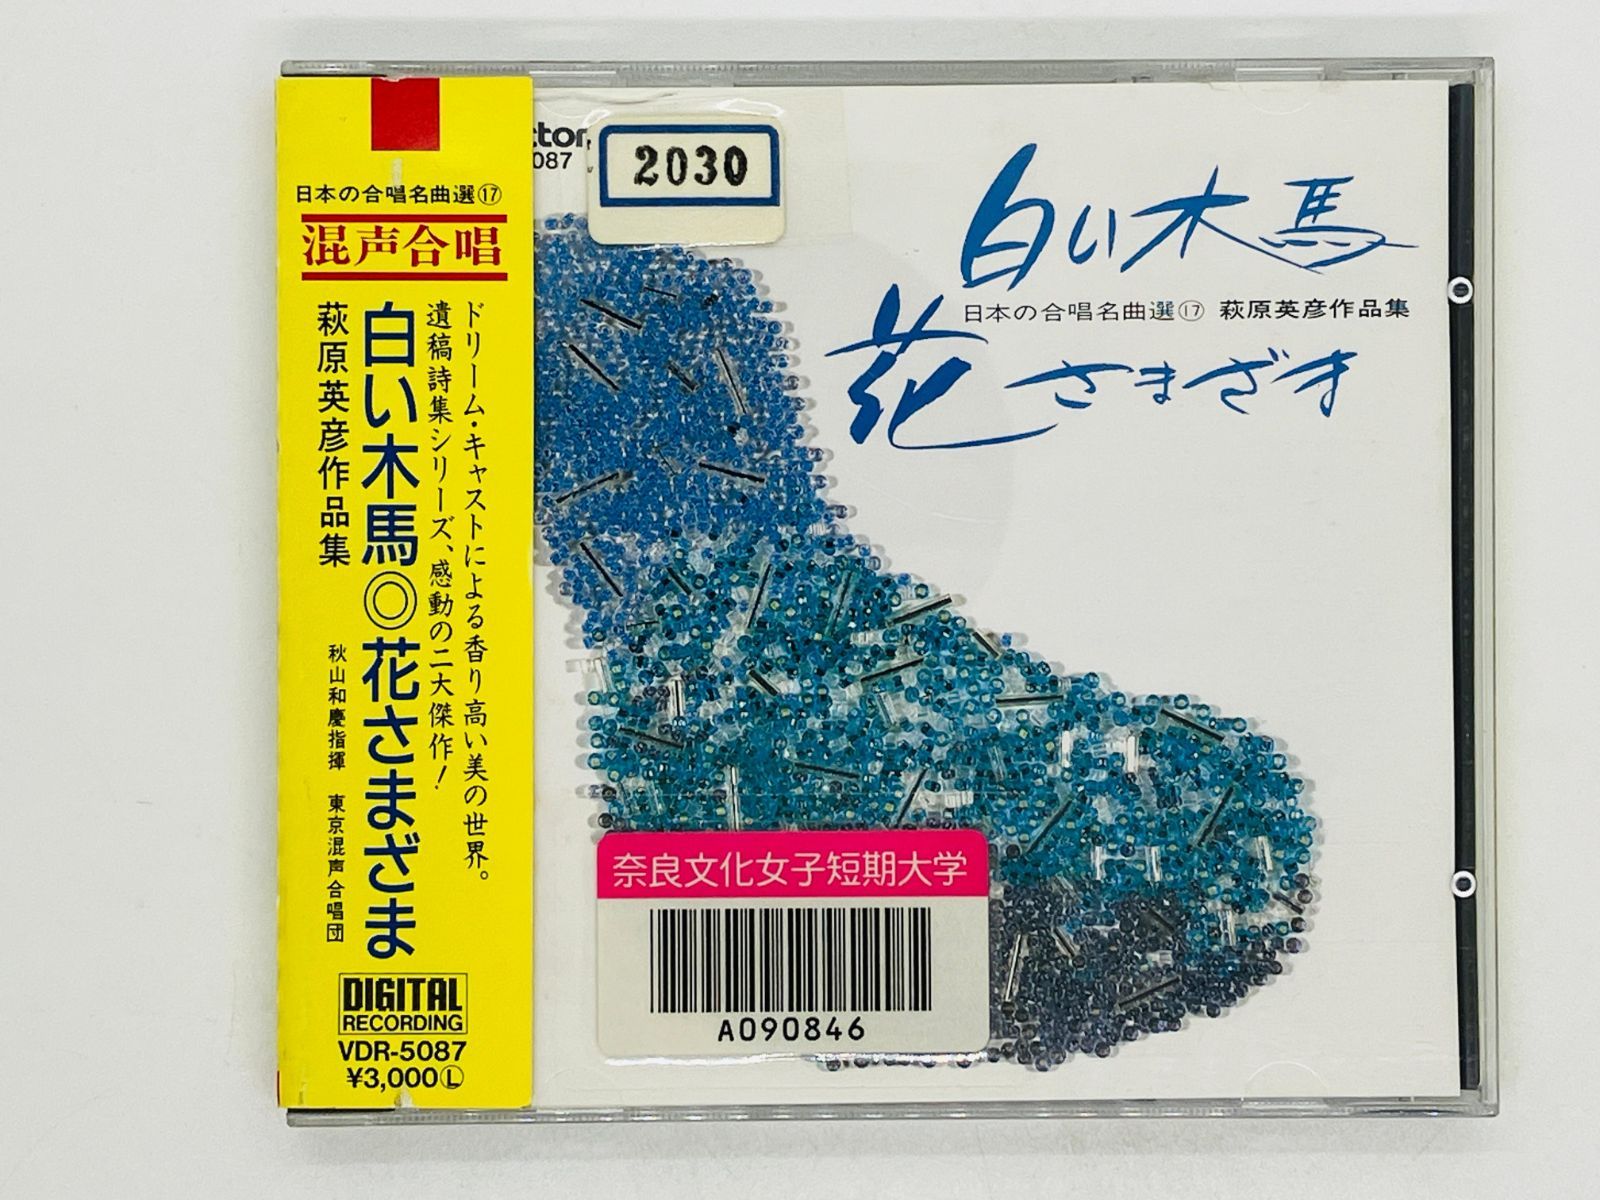 日本の合唱名曲選⑰
混声合唱
ドリーム・キャストによる香り高い美の世界。
遺稿詩集シリーズ、感動の二大傑作!
白い木馬◎花さまざま
萩原英彦作品集
秋山和慶指揮 東京混声合唱団
DIGITAL
RECORDING
VDR-5087
¥3,000Ⓛ
ctor
087
2030
白い木馬
日本の合唱名曲選⑰ 萩原英彦作品集
花さまざま
奈良文化女子短期大学
A090846